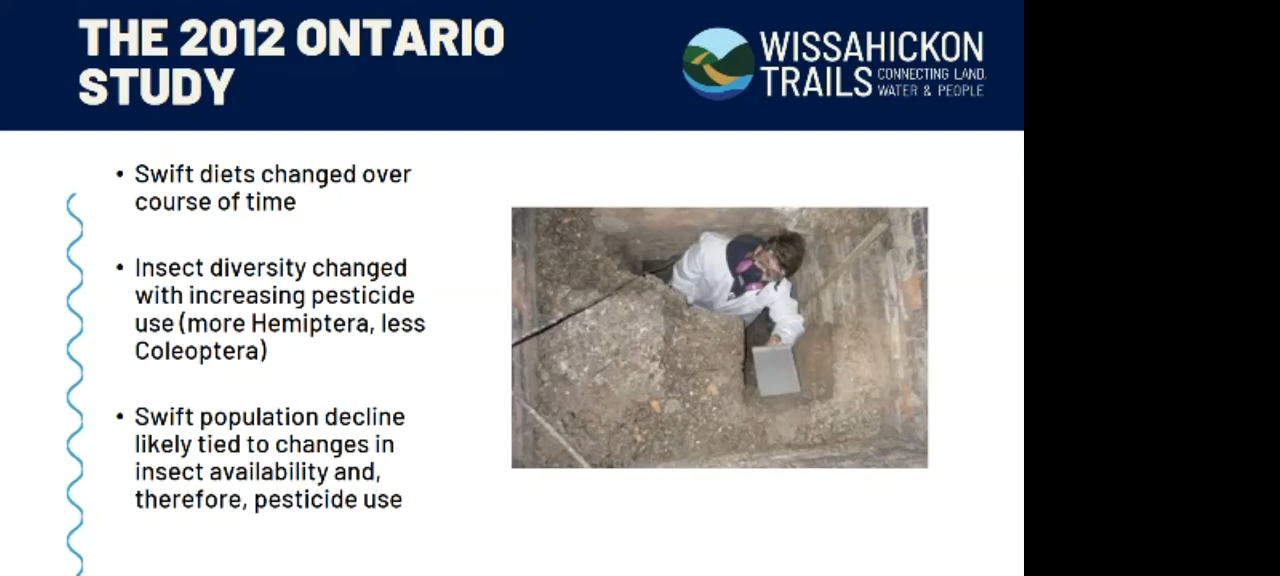 THE 2012 ONTARIO
STUDY
WISSAHICKON
TRAILS
CONNECTING LAND,
WATER & PEOPLE
• Swift diets changed over
course of time
• Insect diversity changed
with increasing pesticide
use (more Hemiptera, less
Coleoptera)
• Swift population decline
likely tied to changes in
insect availability and,
therefore, pesticide use